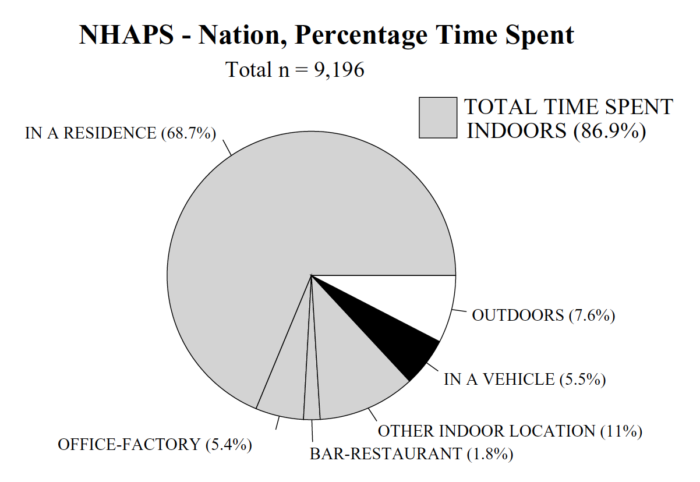 NHAPS - Nation, Percentage Time Spent
Total n = 9,196
TOTAL TIME SPENT
INDOORS (86.9%)
IN A RESIDENCE (68.7%)
OUTDOORS (7.6%)
IN A VEHICLE (5.5%)
OTHER INDOOR LOCATION (11%)
OFFICE-FACTORY (5.4%)
BAR-RESTAURANT (1.8%)